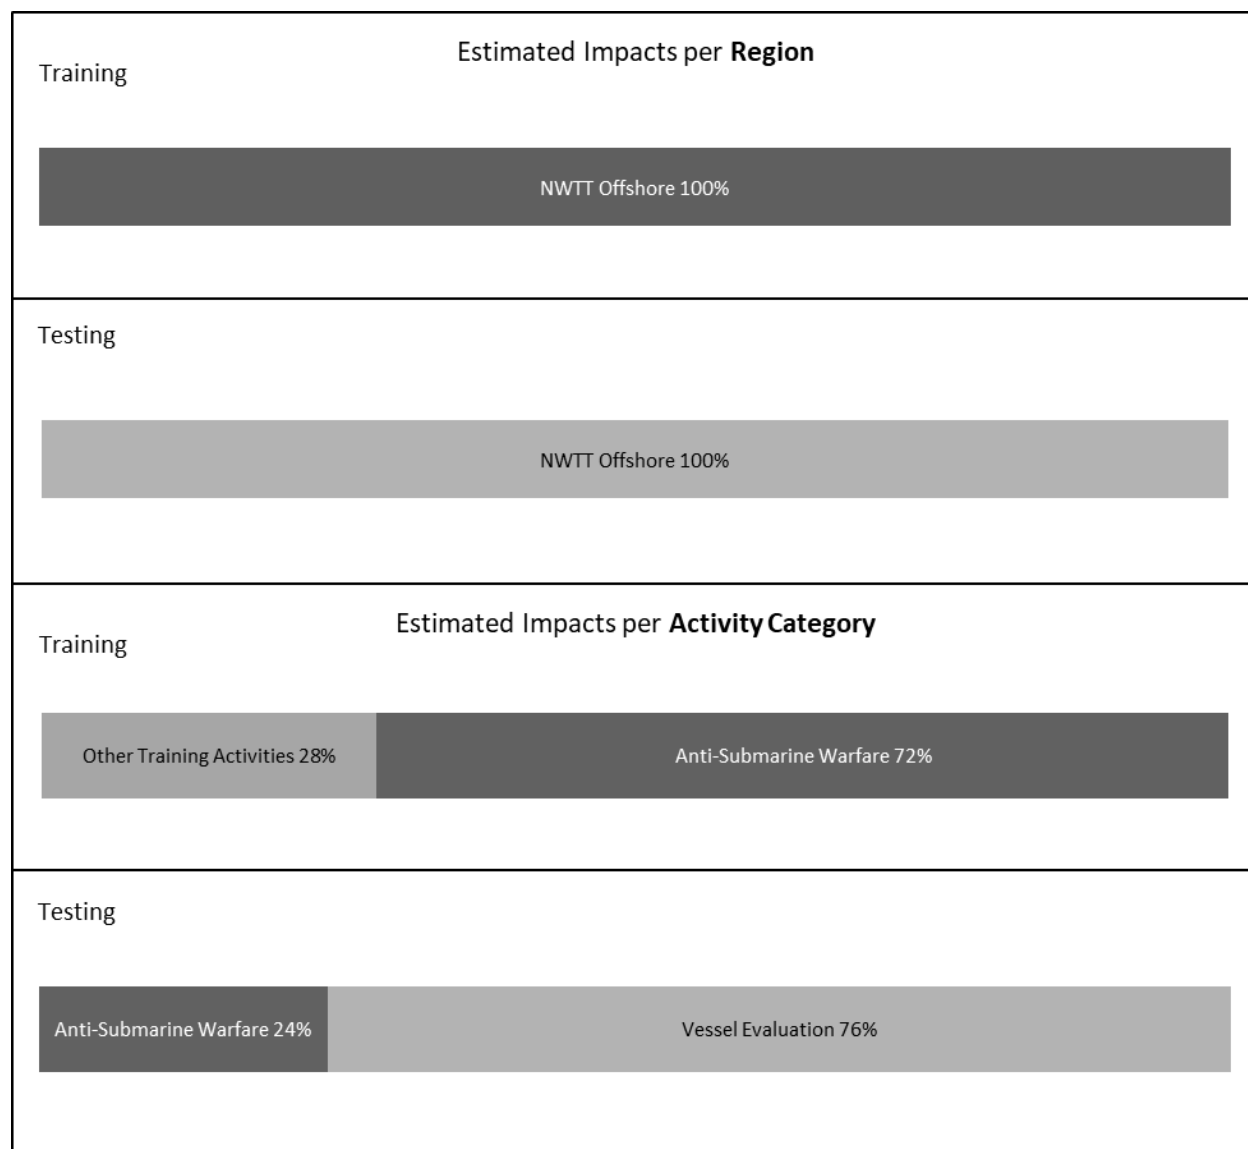 Estimated Impacts per Region
Training
NWTT Offshore 100%
Testing
NWTT Offshore 100%
Estimated Impacts per Activity Category
Training
Other Training Activities 28%
Anti-Submarine Warfare 72%
Testing
Anti-Submarine Warfare 24%
Vessel Evaluation 76%